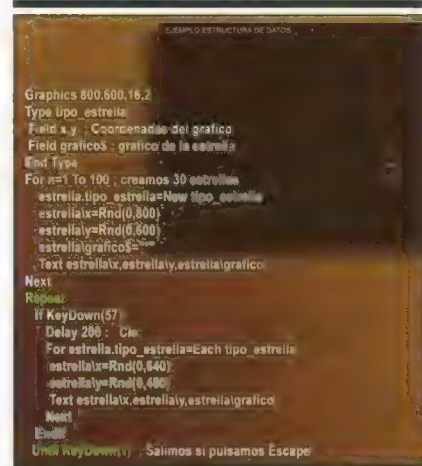 EJEMPLO ESTRUCTURA DE DATOS
Graphics 800,600,16,2
Type tipo_estrella
Field x,y ; Coordenadas del grafico
Field grafico$ ; grafico de la estrella
End Type
For n=1 To 100 ; creamos 30 estrellas
estrella.tipo_estrella=New tipo_estrella
estrella\x=Rnd(0,800)
estrella\y=Rnd(0,600)
estrella\grafico$=
Text estrella\x,estrella\y,estrella\grafico
Next
Repeat
If KeyDown(57)
Delay 200 : Cls
For estrella.tipo_estrella=Each tipo_estrella
estrella\x=Rnd(0,640)
estrella\y=Rnd(0,480)
Text estrella\x,estrella\y,estrella\grafico
Next
Until KeyDown(1) ; Salimos si pulsamos Escape